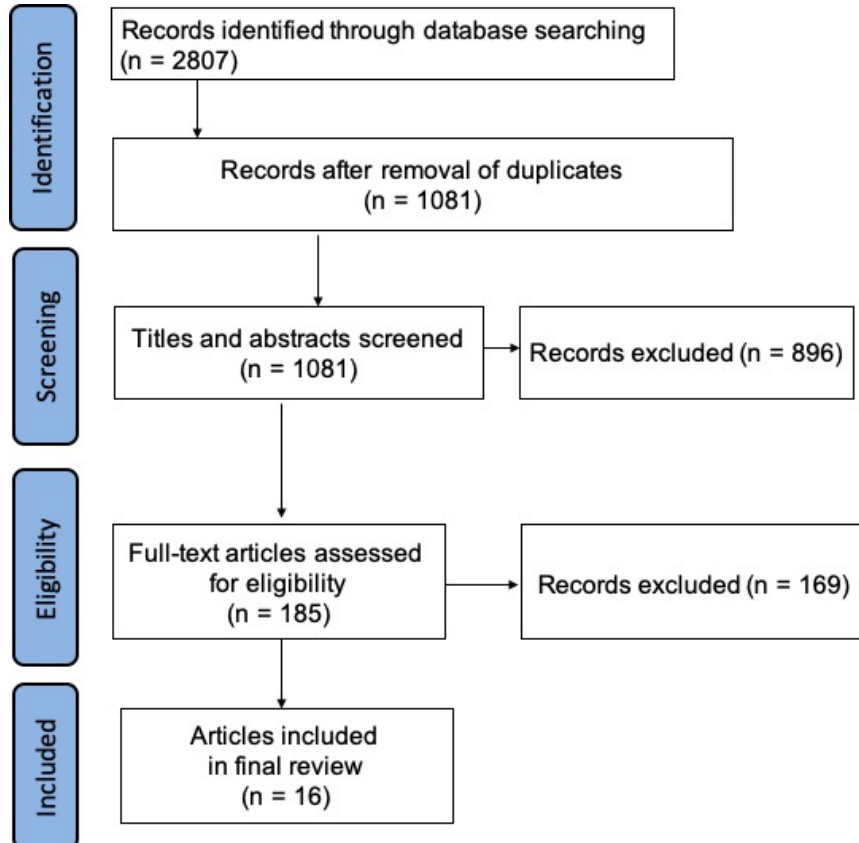 Identification
Records identified through database searching
(n = 2807)
Records after removal of duplicates
(n = 1081)
Screening
Titles and abstracts screened
(n = 1081)
Records excluded (n = 896)
Eligibility
Full-text articles assessed
for eligibility
(n = 185)
Records excluded (n = 169)
Included
Articles included
in final review
(n = 16)